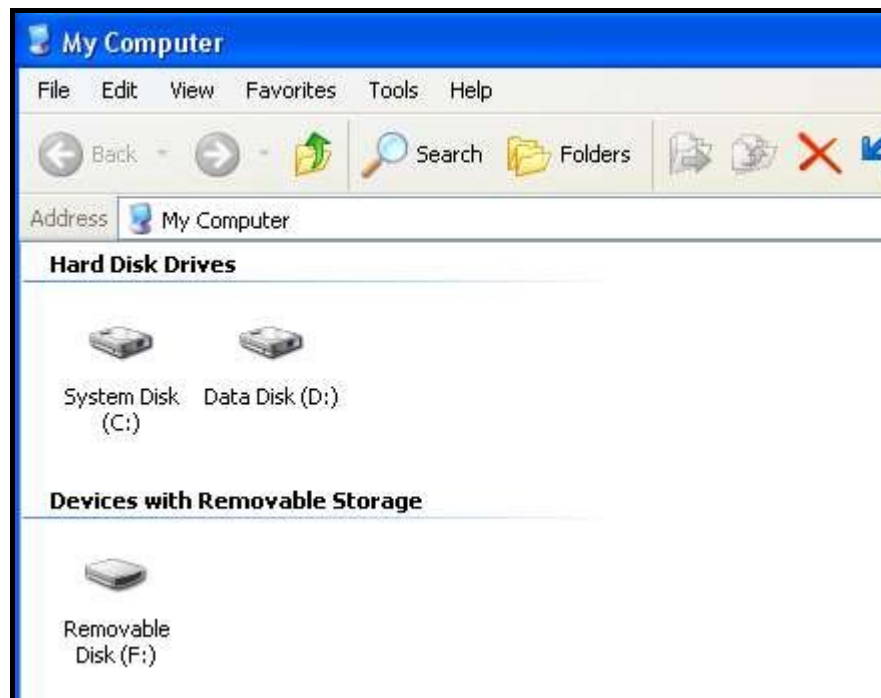 My Computer
File Edit View Favorites Tools Help
Back Search Folders
Address My Computer
Hard Disk Drives
System Disk Data Disk (D:)
(C:)
Devices with Removable Storage
Removable
Disk (F:)